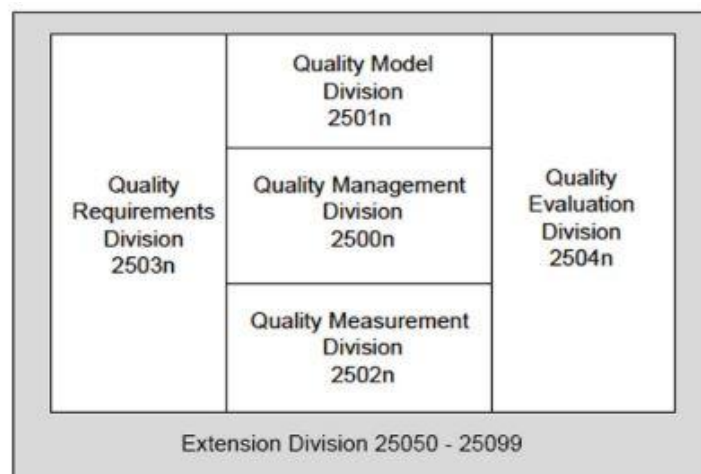 Quality
Requirements
Division
2503n
Quality Model
Division
2501n
Quality Management
Division
2500n
Quality Measurement
Division
2502n
Quality
Evaluation
Division
2504n
Extension Division 25050 - 25099